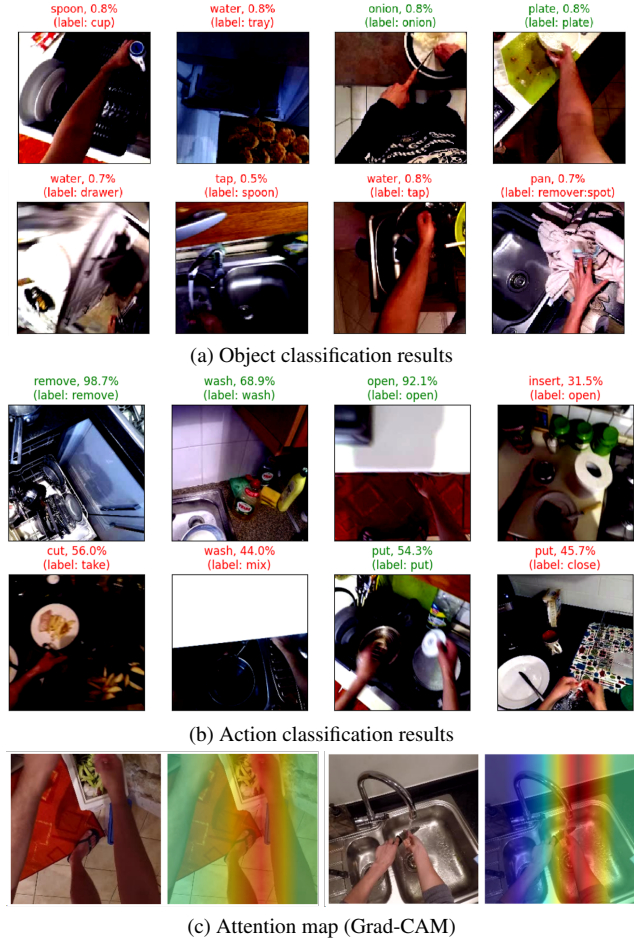 spoon, 0.8%
(label: cup)
water, 0.8%
(label: tray)
onion, 0.8%
(label: onion)
plate, 0.8%
(label: plate)
water, 0.7%
(label: drawer)
tap, 0.5%
(label: spoon)
water, 0.8%
(label: tap)
pan, 0.7%
(label: remover:spot)
(a) Object classification results
remove, 98.7%
(label: remove)
wash, 68.9%
(label: wash)
open, 92.1%
(label: open)
insert, 31.5%
(label: open)
cut, 56.0%
(label: take)
wash, 44.0%
(label: mix)
put, 54.3%
(label: put)
put, 45.7%
(label: close)
(b) Action classification results
(c) Attention map (Grad-CAM)